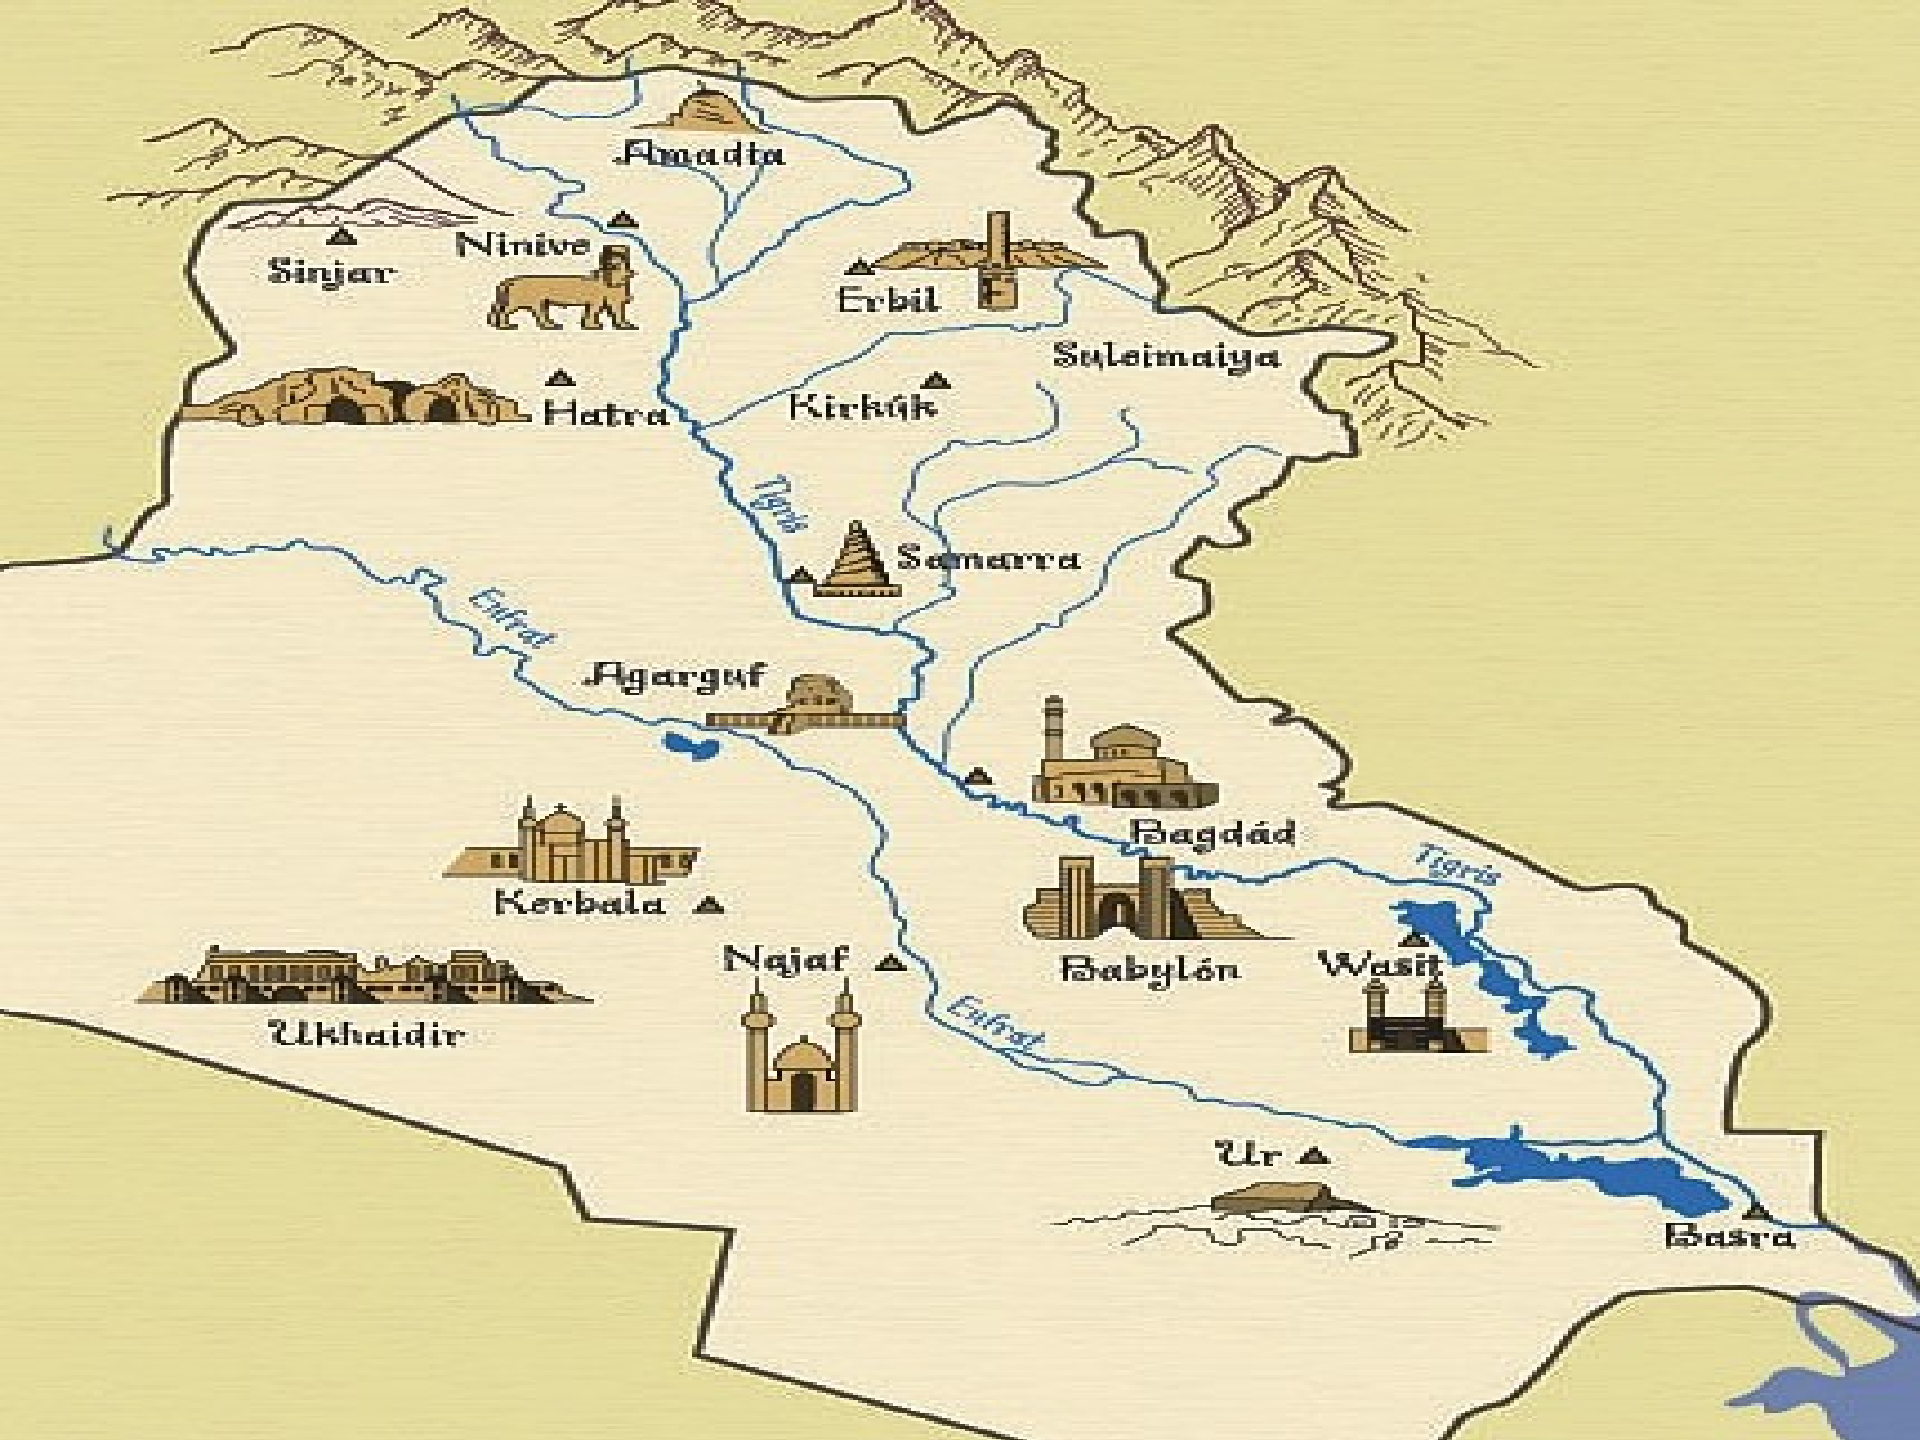 Amadia
Ninive
Sinjar
Erbil
Suleimaiya
Kirkúk
Hatra
Tigris
Samarra
Eufrat
Agarguf
Bagdád
Tigris
Kerbala
Najaf
Babylón
Wasit
Eufrat
Ukhaidir
Ur
Basra